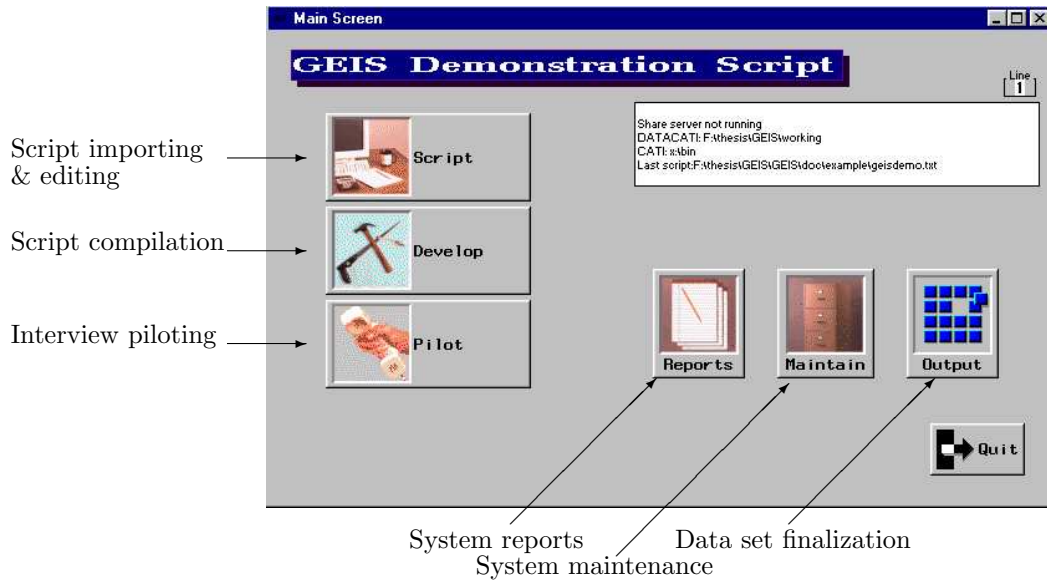 Main Screen
GEIS Demonstration Script
Line
1
Share server not running
DATACATI: F:\thesis\GEIS\working
CATI: x:\bin
Last script:F:\thesis\GEIS\GEIS\doc\example\geisdemo.txt
Script importing
& editing
Script
Script compilation
Develop
Interview piloting
Pilot
Reports
Maintain
Output
Quit
System reports
Data set finalization
System maintenance